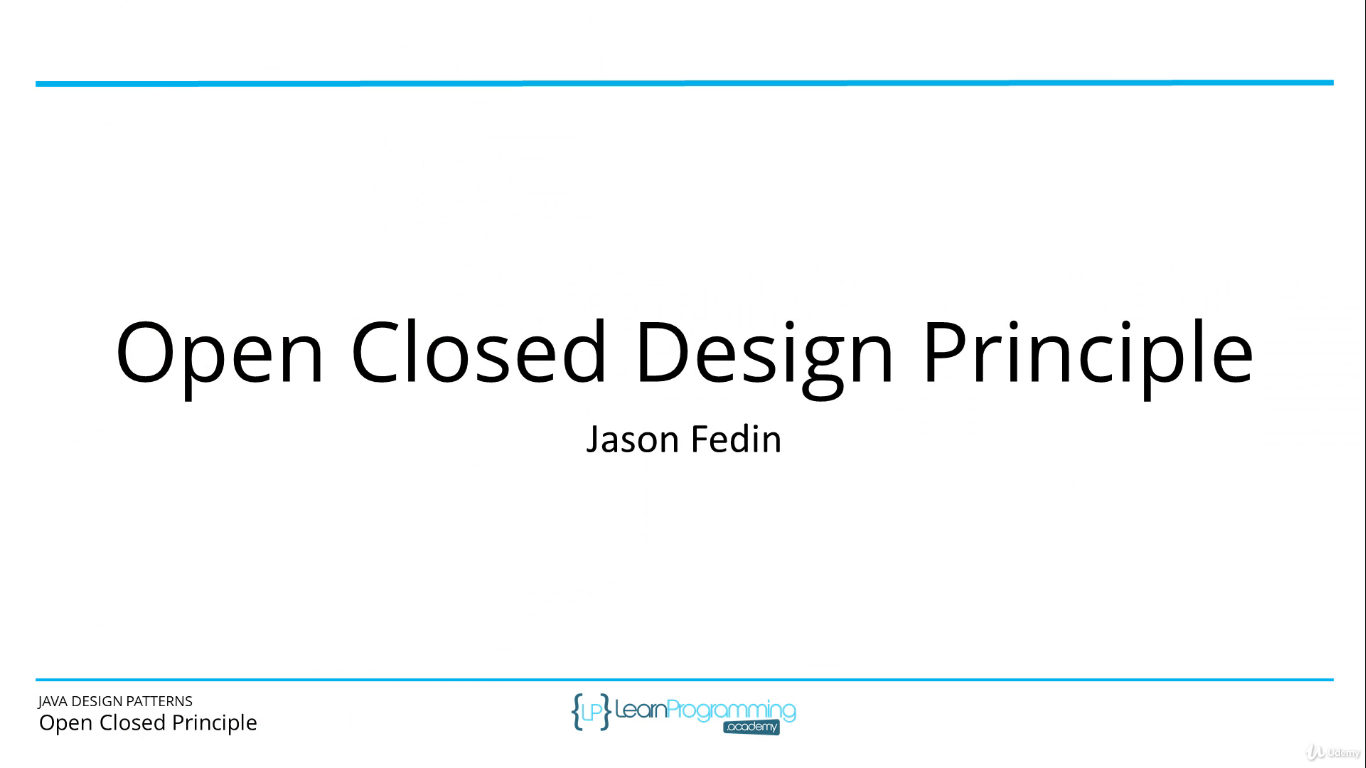 Open Closed Design Principle
Jason Fedin
JAVA DESIGN PATTERNS
Open Closed Principle
{LP} LearnProgramming
.academy
Udemy